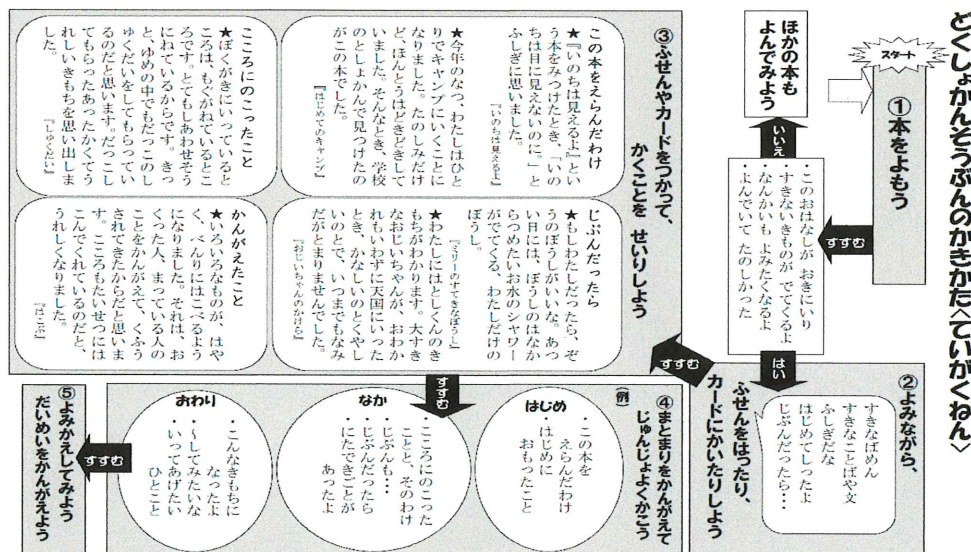 どくしょかんそうぶんのかきかた〈ていがくねん〉
スタート
①本をよもう
すすむ
・このおはなしが おきにいり
・すきないきものが でてくるよ
・なんかいも よみたくなるよ
・よんでいて たのしかった
いいえ
ほかの本も
よんでみよう
はい
②よみながら、
ふせんをはったり、
カードにかいたりしよう
すきなばめん
すきなことばや文
ふしぎだな
はじめてしったよ
じぶんだったら・・・
すすむ
③ふせんやカードをつかって、
かくことを せいりしよう
この本をえらんだわけ
★『いのちは見えるよ』とい
う本をみつけたとき、「いの
ちは目に見えないのに。」と
ふしぎに思いました。
『いのちは見えるよ』
★今年のなつ、わたしはひと
りでキャンプにいくことに
なりました。たのしみだけ
ど、ほんとうはどきどきして
いました。そんなとき、学校
のとしょかんで見つけたの
がこの本でした。
『はじめてのキャンプ』
こころにのこったこと
★ぼくがきにいっていると
ころは、もぐがねているとこ
ろです。とてもしあわせそう
にねているからです。きっ
と、ゆめの中でもだっこのし
ゅくだいをしてもらってい
るのだと思います。だっこし
てもらったあったかくてう
れしいきもちを思い出しま
した。
『しゅくだい』
じぶんだったら
★もしわたしだったら、ぞ
うのぼうしがいいな。あつ
い日には、ぼうしのはなか
らつめたいお水のシャワー
がでてくる、わたしだけの
ぼうし。
『ミリーのすてきなぼうし』
★わたしにはとしくんのき
もちがわかります。大すき
なおじいちゃんが、おわか
れもいわずに天国にいった
とき、かなしいのとくやし
いのとで、いつまでもなみ
だがとまりませんでした。
『おじいちゃんのかけら』
かんがえたこと
★いろいろなものが、はや
く、べんりにはこべるよう
になりました。それは、お
くった人、まっている人の
ことをかんがえて、くふう
されてきたからだと思いま
す。こころもたいせつには
こんでくれているのだと、
うれしくなりました。
『はこぶ』
すすむ
④まとまりをかんがえて
じゅんじょよくかこう
(例)
はじめ
・この本を
えらんだわけ
・はじめに
おもったこと
なか
・こころにのこった
ことと、そのわけ
・じぶんも・・・
・じぶんだったら
・にたできごとが
あったよ
おわり
・こんなきもちに
なったよ
・～してみたいな
・いってあげたい
ひとこと
すすむ
⑤よみかえしてみよう
だいめいをかんがえよう